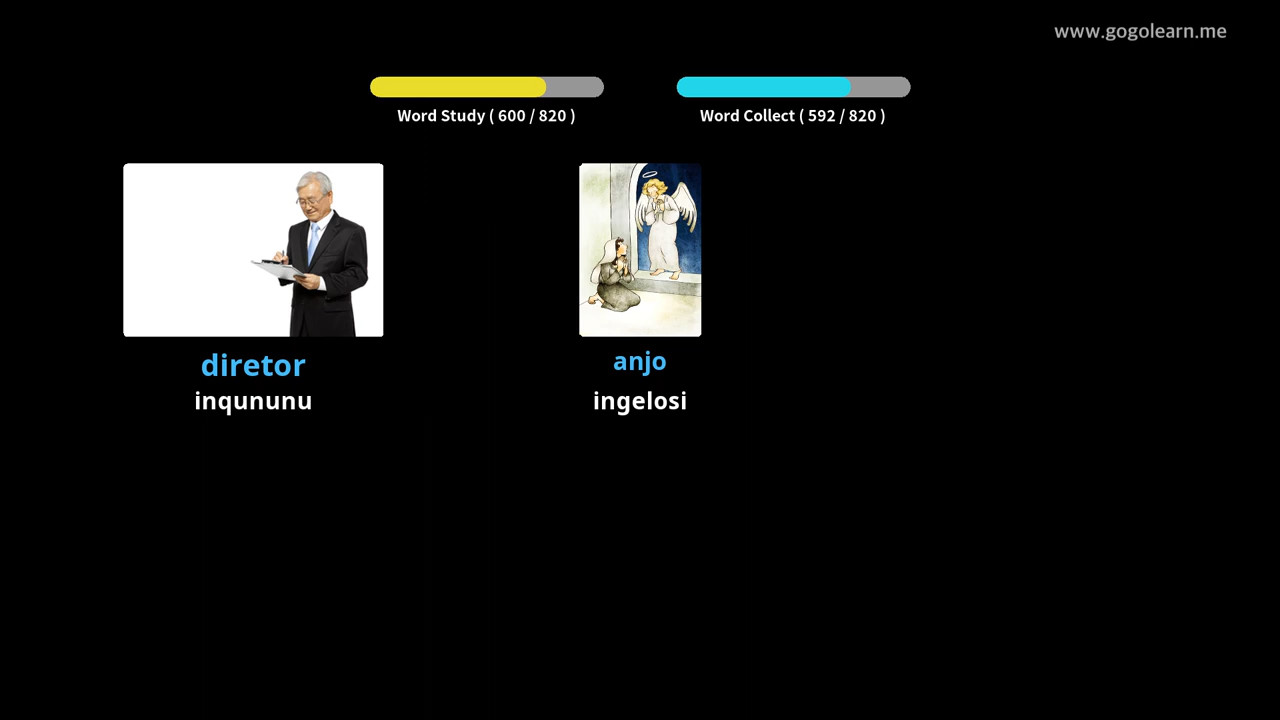 www.gogolearn.me
Word Study ( 600 / 820 )
Word Collect ( 592 / 820 )
diretor
inqununu
anjo
ingelosi